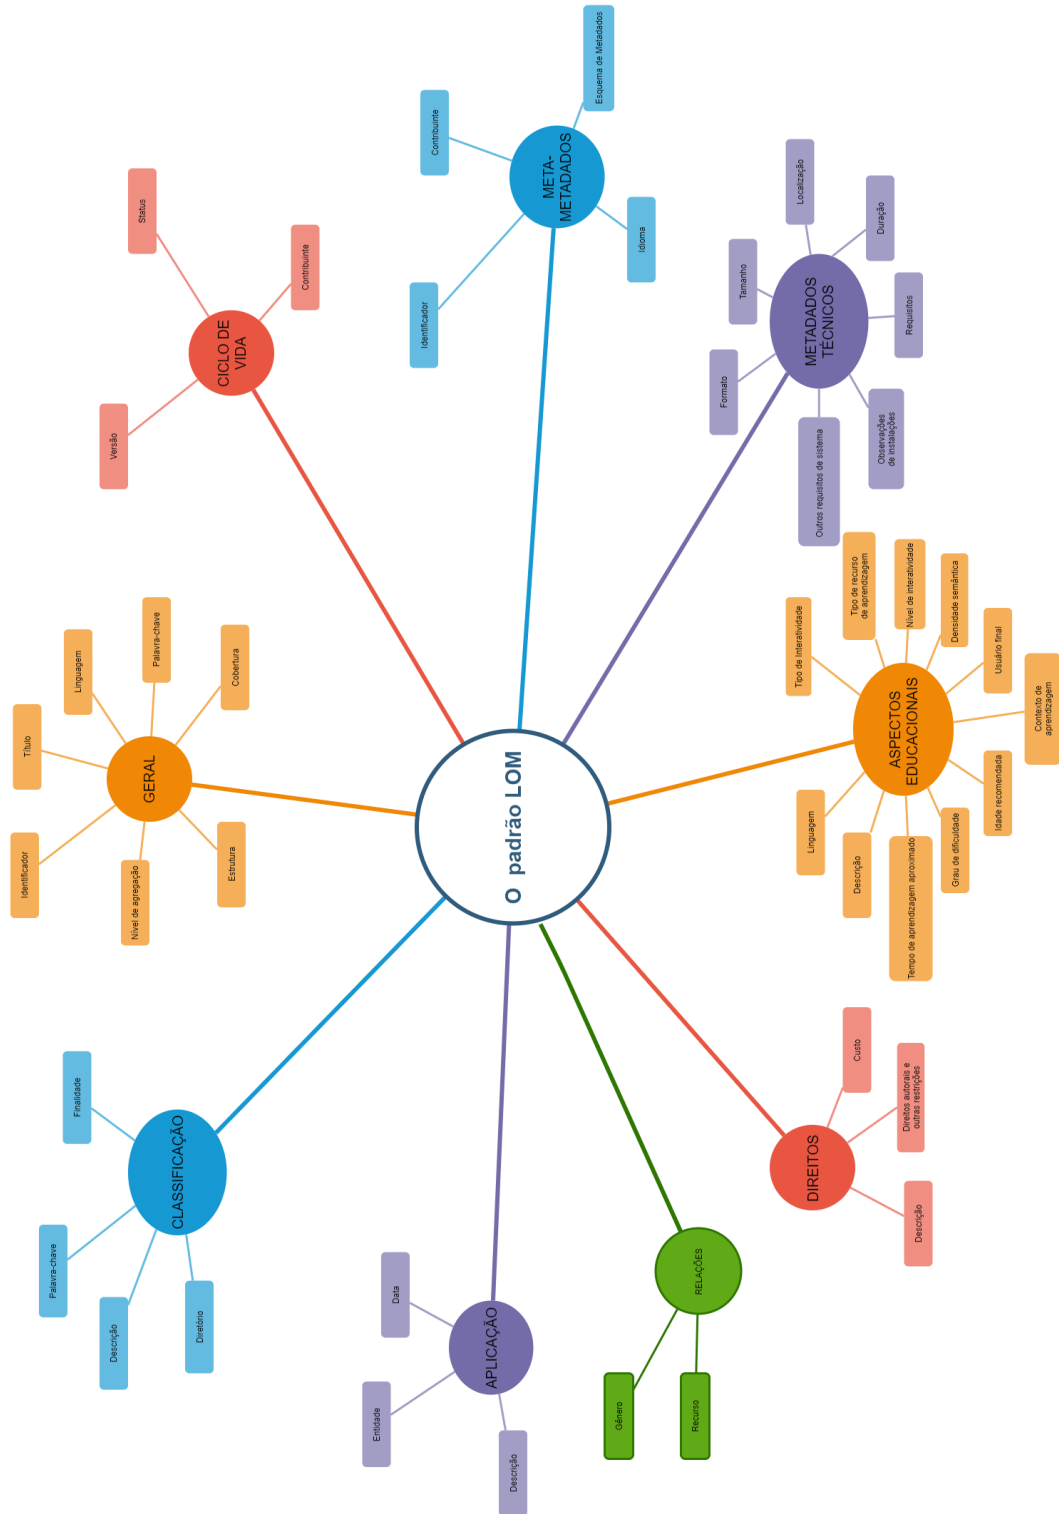 O padrão LOM
GERAL
Identificador
Título
Linguagem
Palavra-chave
Cobertura
Estrutura
Nível de agregação
CICLO DE
VIDA
Versão
Status
Contribuinte
META-
METADADOS
Identificador
Contribuinte
Esquema de Metadados
Idioma
METADADOS
TÉCNICOS
Formato
Tamanho
Localização
Duração
Requisitos
Observações
de instalações
Outros requisitos de sistema
ASPECTOS
EDUCACIONAIS
Tipo de Interatividade
Tipo de recurso
de aprendizagem
Nível de interatividade
Densidade semântica
Usuário final
Contexto de
aprendizagem
Idade recomendada
Grau de dificuldade
Tempo de aprendizagem aproximado
Descrição
Linguagem
DIREITOS
Custo
Direitos autorais e
outras restrições
Descrição
RELAÇÕES
Gênero
Recurso
APLICAÇÃO
Entidade
Data
Descrição
CLASSIFICAÇÃO
Finalidade
Palavra-chave
Descrição
Diretório